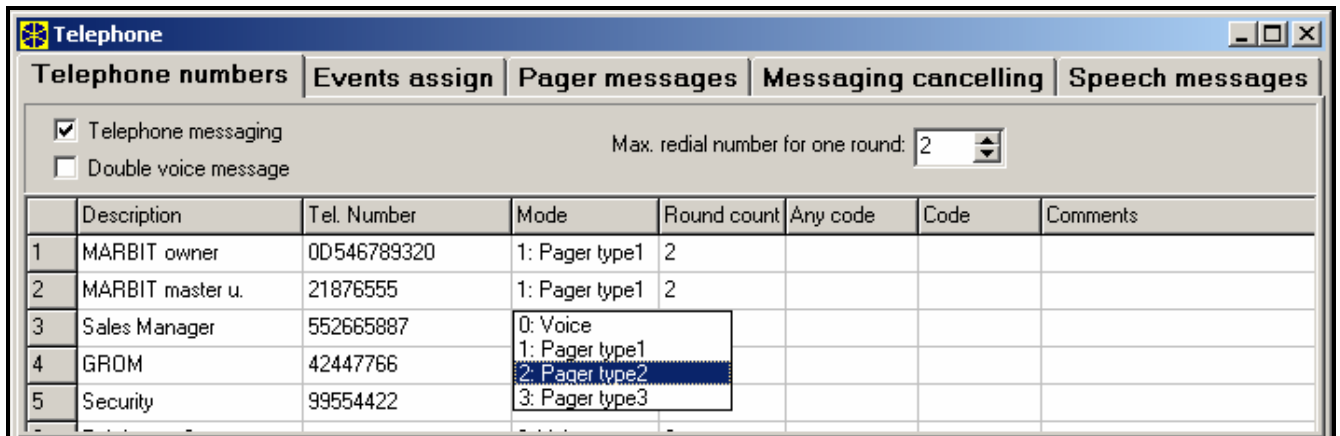 Telephone
Telephone numbers Events assign Pager messages Messaging cancelling Speech messages
Telephone messaging
Max. redial number for one round: 2
Double voice message
Description Tel. Number Mode Round count Any code Code Comments
1 MARBIT owner 0D546789320 1: Pager type1 2
2 MARBIT master u. 21876555 1: Pager type1 2
3 Sales Manager 552665887 0: Voice
1: Pager type1
4 GROM 42447766 2: Pager type2
5 Security 99554422 3: Pager type3